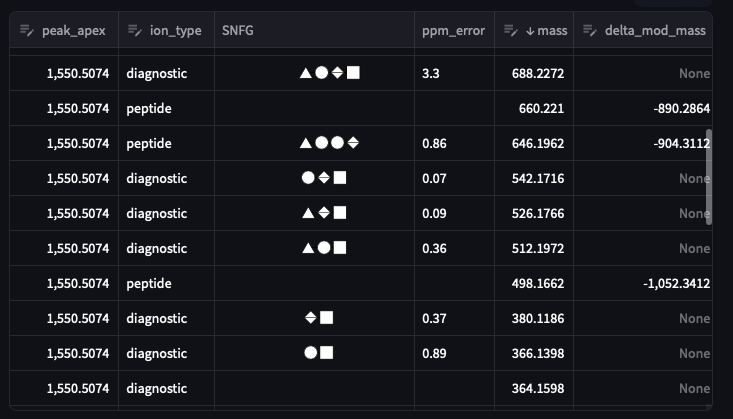 peak_apex ion_type SNFG ppm_error ↓ mass delta_mod_mass
1,550.5074 diagnostic 3.3 688.2272 None
1,550.5074 peptide 660.221 -890.2864
1,550.5074 peptide 0.86 646.1962 -904.3112
1,550.5074 diagnostic 0.07 542.1716 None
1,550.5074 diagnostic 0.09 526.1766 None
1,550.5074 diagnostic 0.36 512.1972 None
1,550.5074 peptide 498.1662 -1,052.3412
1,550.5074 diagnostic 0.37 380.1186 None
1,550.5074 diagnostic 0.89 366.1398 None
1,550.5074 diagnostic 364.1598 None